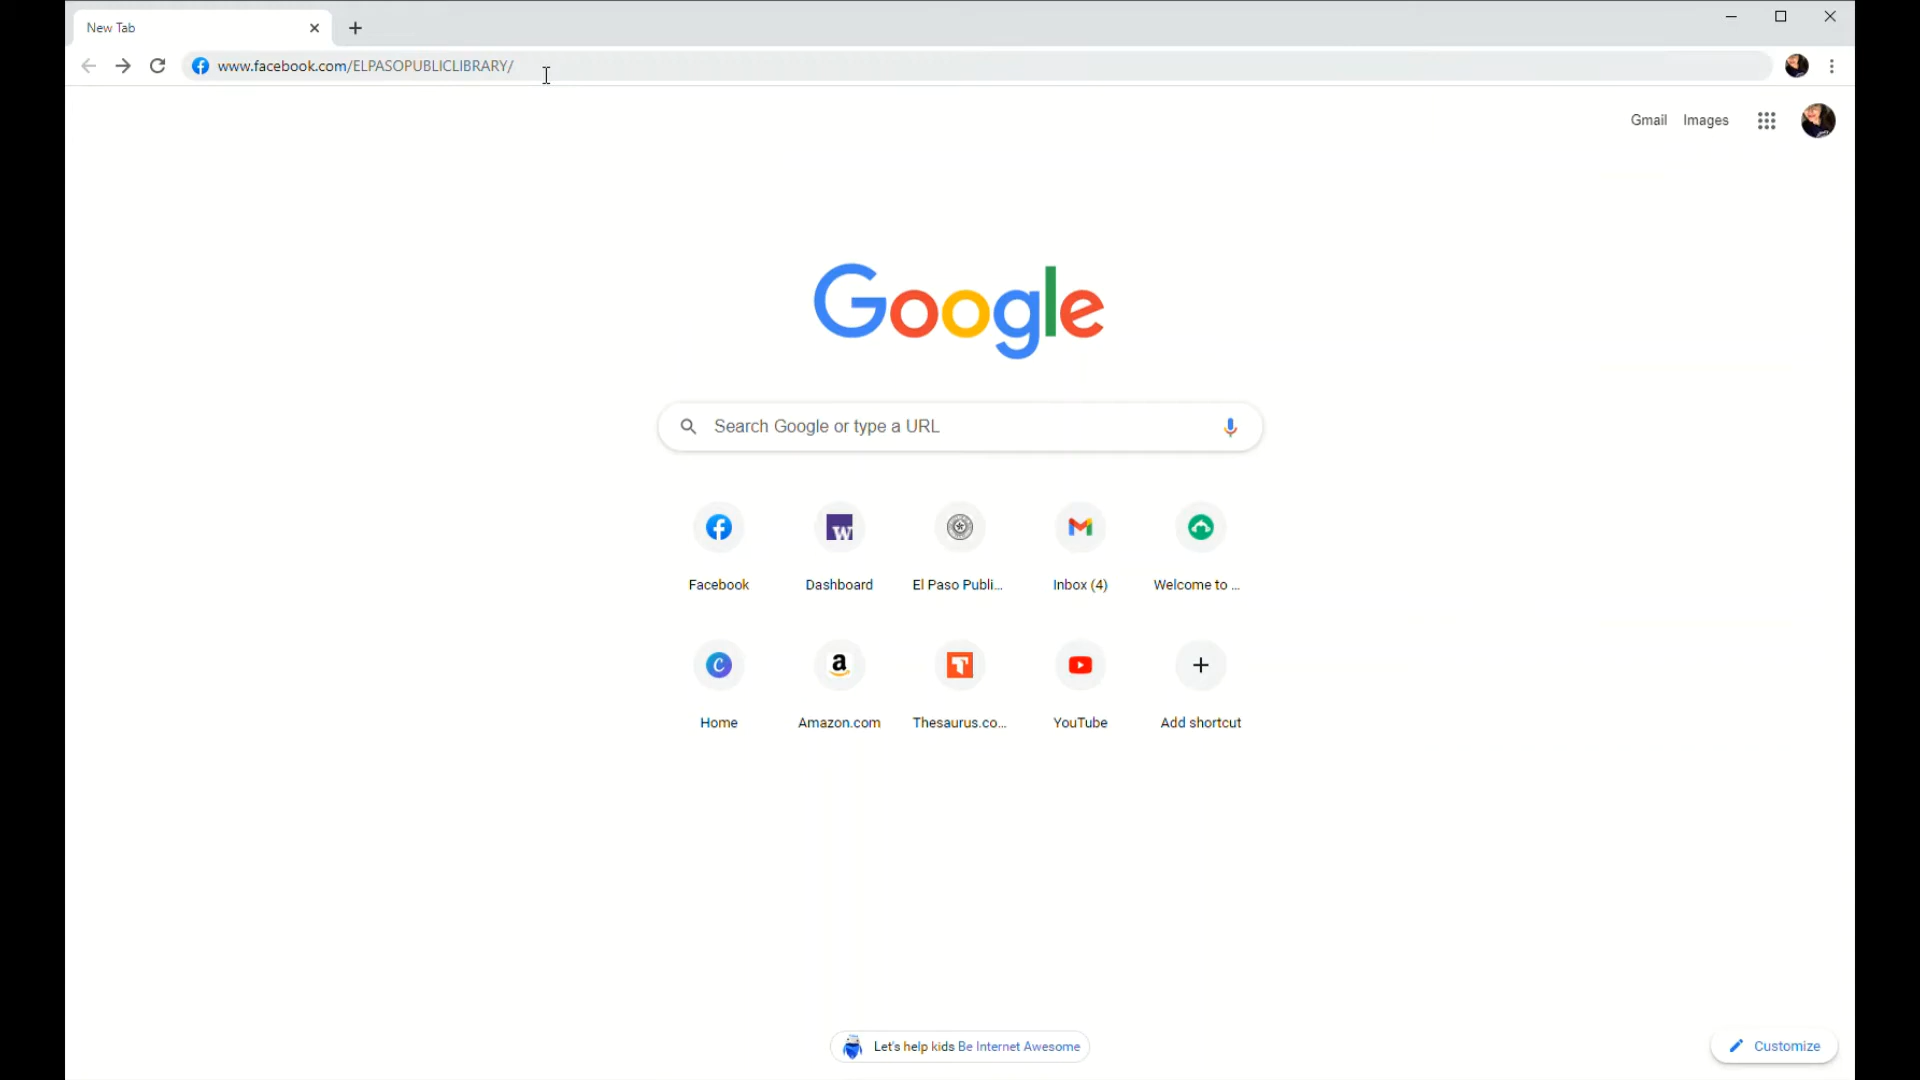 New Tab
www.facebook.com/ELPASOPUBLICLIBRARY/
Gmail Images
Google
Search Google or type a URL
Facebook
Dashboard
El Paso Publi...
Inbox (4)
Welcome to ...
Home
Amazon.com
Thesaurus.co...
YouTube
Add shortcut
Let's help kids Be Internet Awesome
Customize